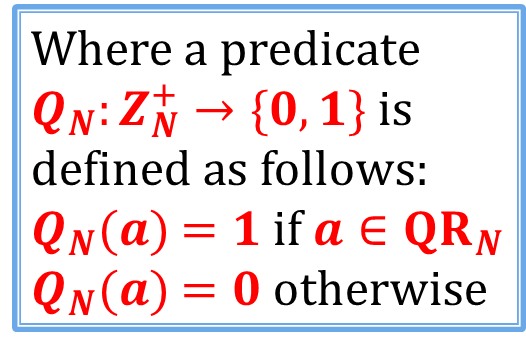 Where a predicate
Q_N: Z_N^+ → {0, 1} is
defined as follows:
Q_N(a) = 1 if a ∈ QR_N
Q_N(a) = 0 otherwise